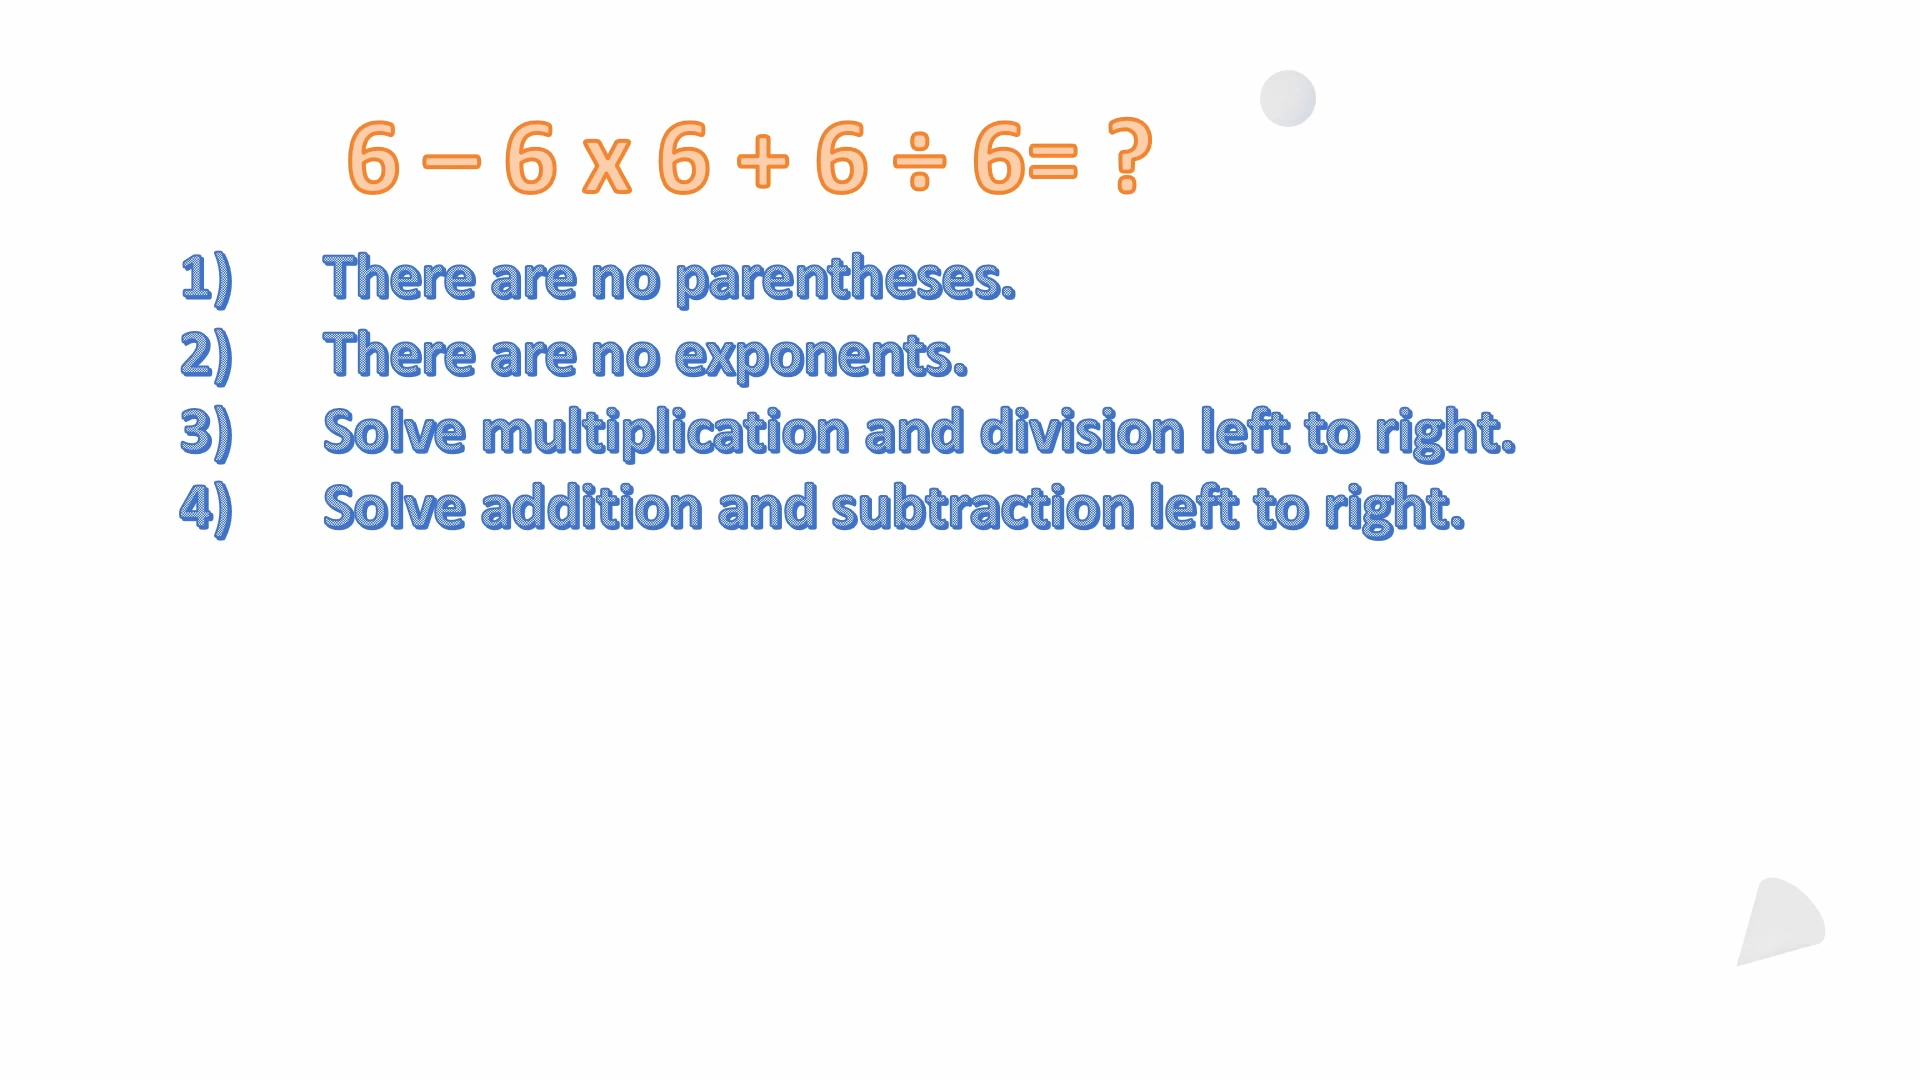 6 – 6 x 6 + 6 ÷ 6= ?
1) There are no parentheses.
2) There are no exponents.
3) Solve multiplication and division left to right.
4) Solve addition and subtraction left to right.